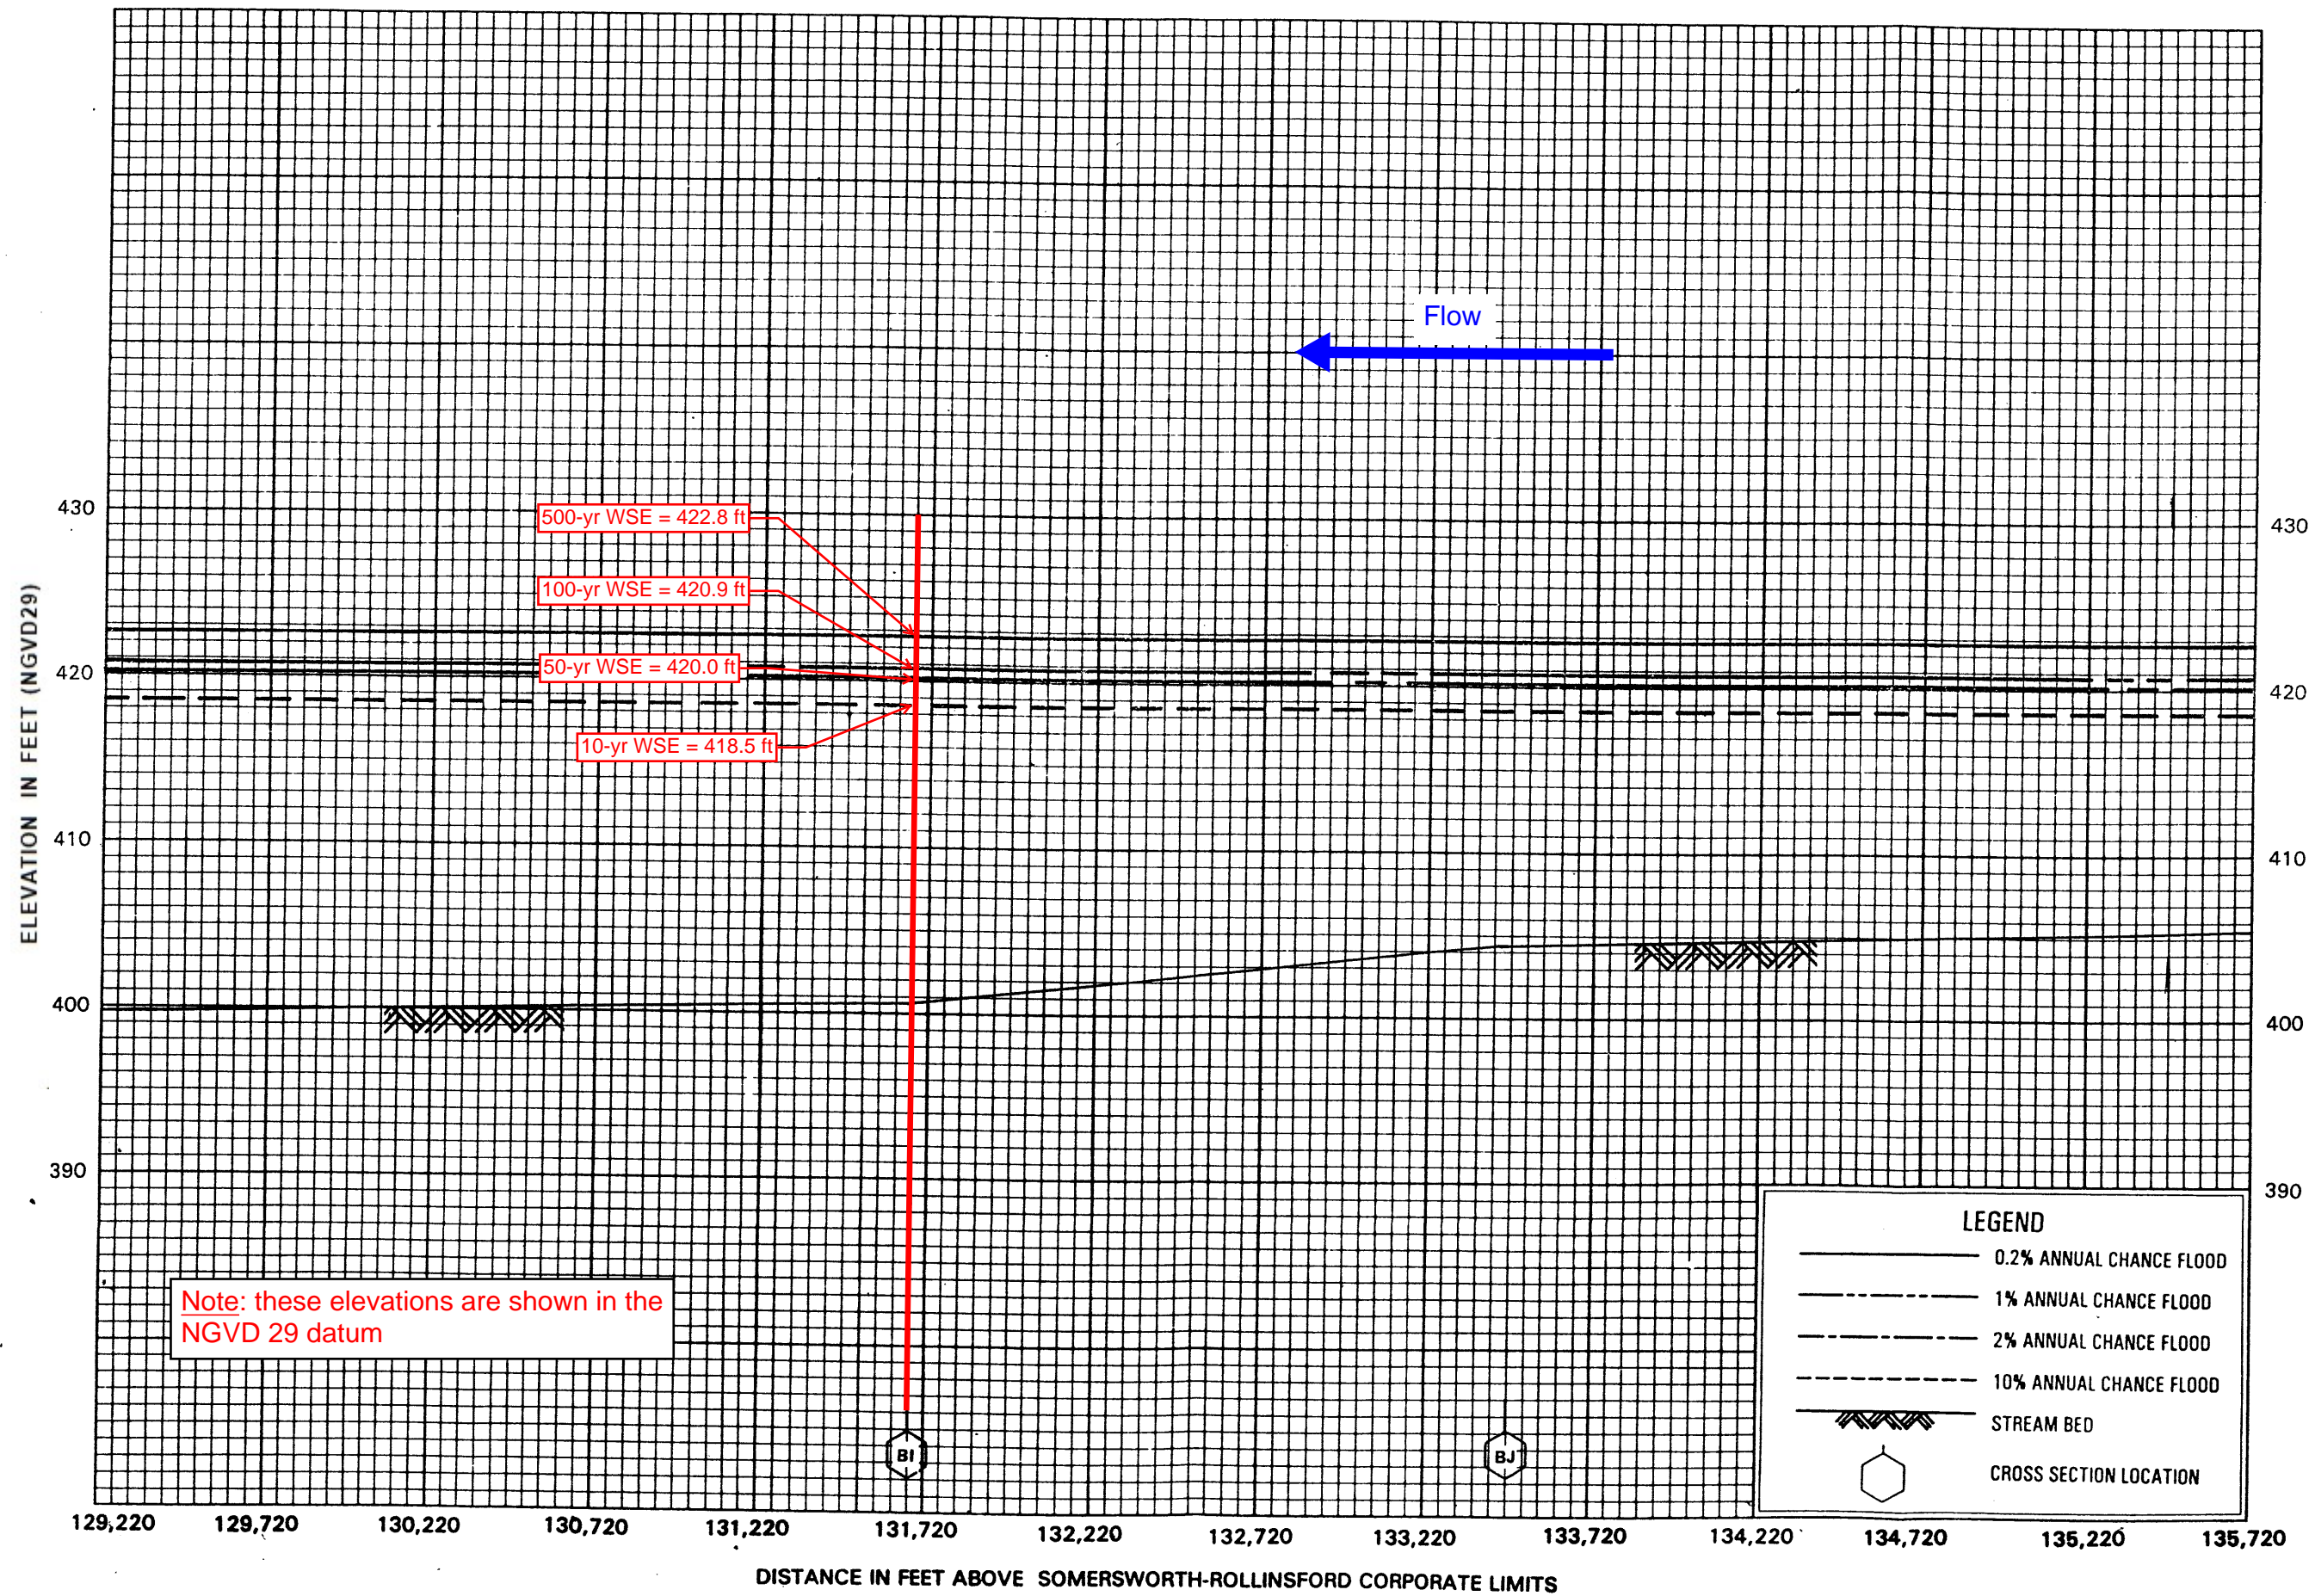 Flow
430
500-yr WSE = 422.8 ft
430
100-yr WSE = 420.9 ft
50-yr WSE = 420.0 ft
420
420
10-yr WSE = 418.5 ft
410
410
400
400
390
390
ELEVATION IN FEET (NGVD29)
Note: these elevations are shown in the
NGVD 29 datum
LEGEND
0.2% ANNUAL CHANCE FLOOD
1% ANNUAL CHANCE FLOOD
2% ANNUAL CHANCE FLOOD
10% ANNUAL CHANCE FLOOD
STREAM BED
CROSS SECTION LOCATION
BI
BJ
129,220 129,720 130,220 130,720 131,220 131,720 132,220 132,720 133,220 133,720 134,220 134,720 135,220 135,720
DISTANCE IN FEET ABOVE SOMERSWORTH-ROLLINSFORD CORPORATE LIMITS